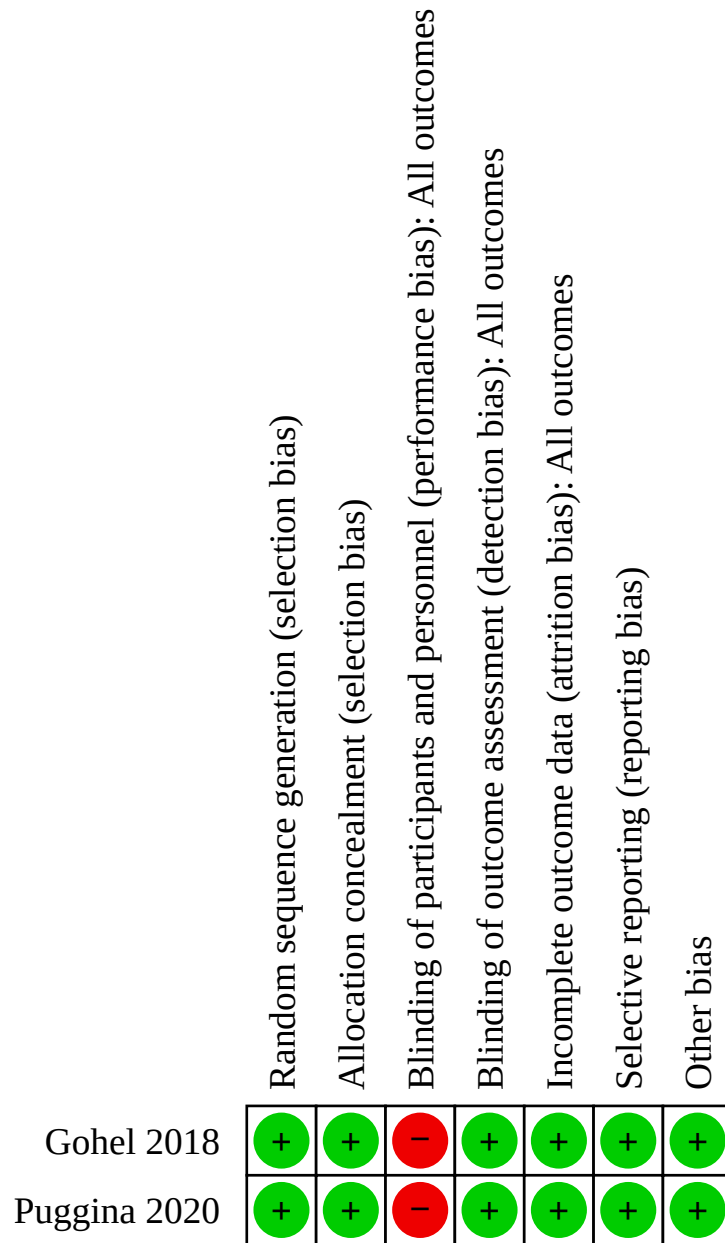 Random sequence generation (selection bias)
Allocation concealment (selection bias)
Blinding of participants and personnel (performance bias): All outcomes
Blinding of outcome assessment (detection bias): All outcomes
Incomplete outcome data (attrition bias): All outcomes
Selective reporting (reporting bias)
Other bias
Gohel 2018 + + − + + + +
Puggina 2020 + + − + + + +